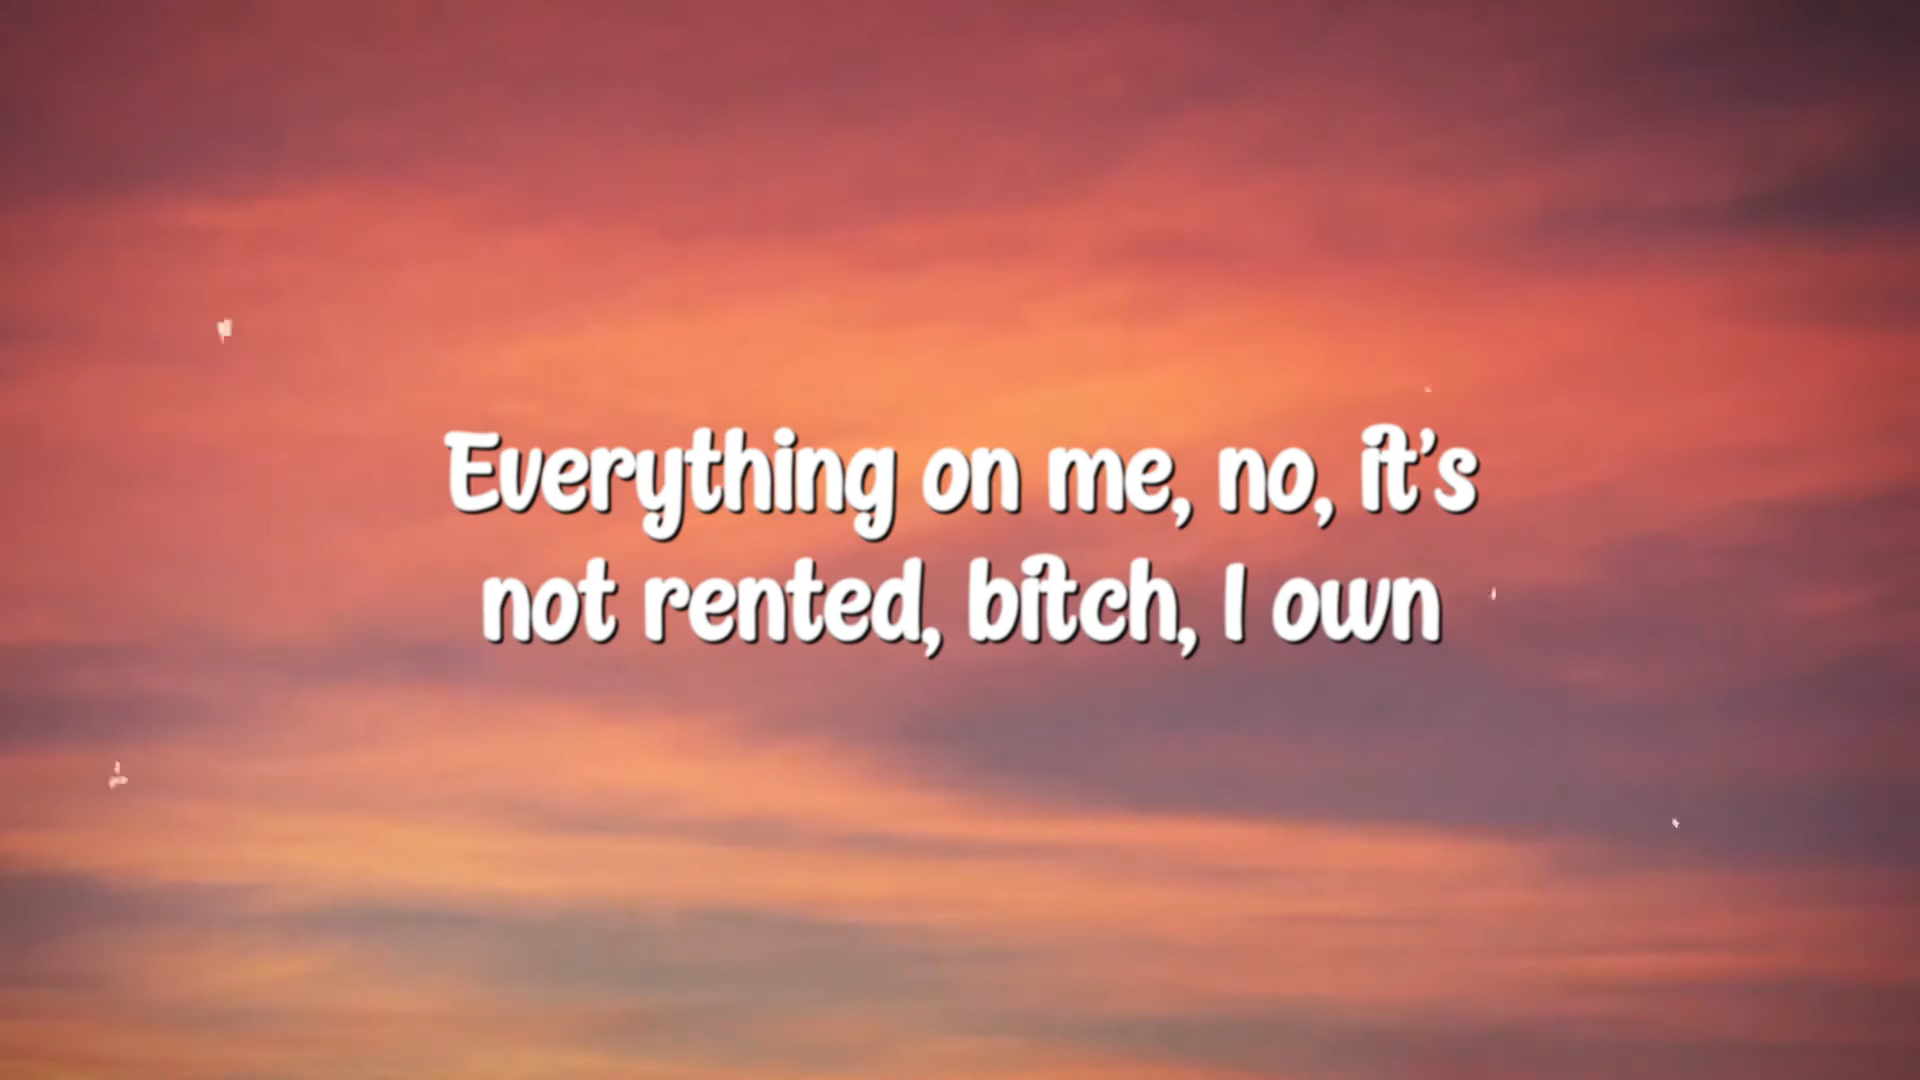 Everything on me, no, it's
not rented, bitch, I own